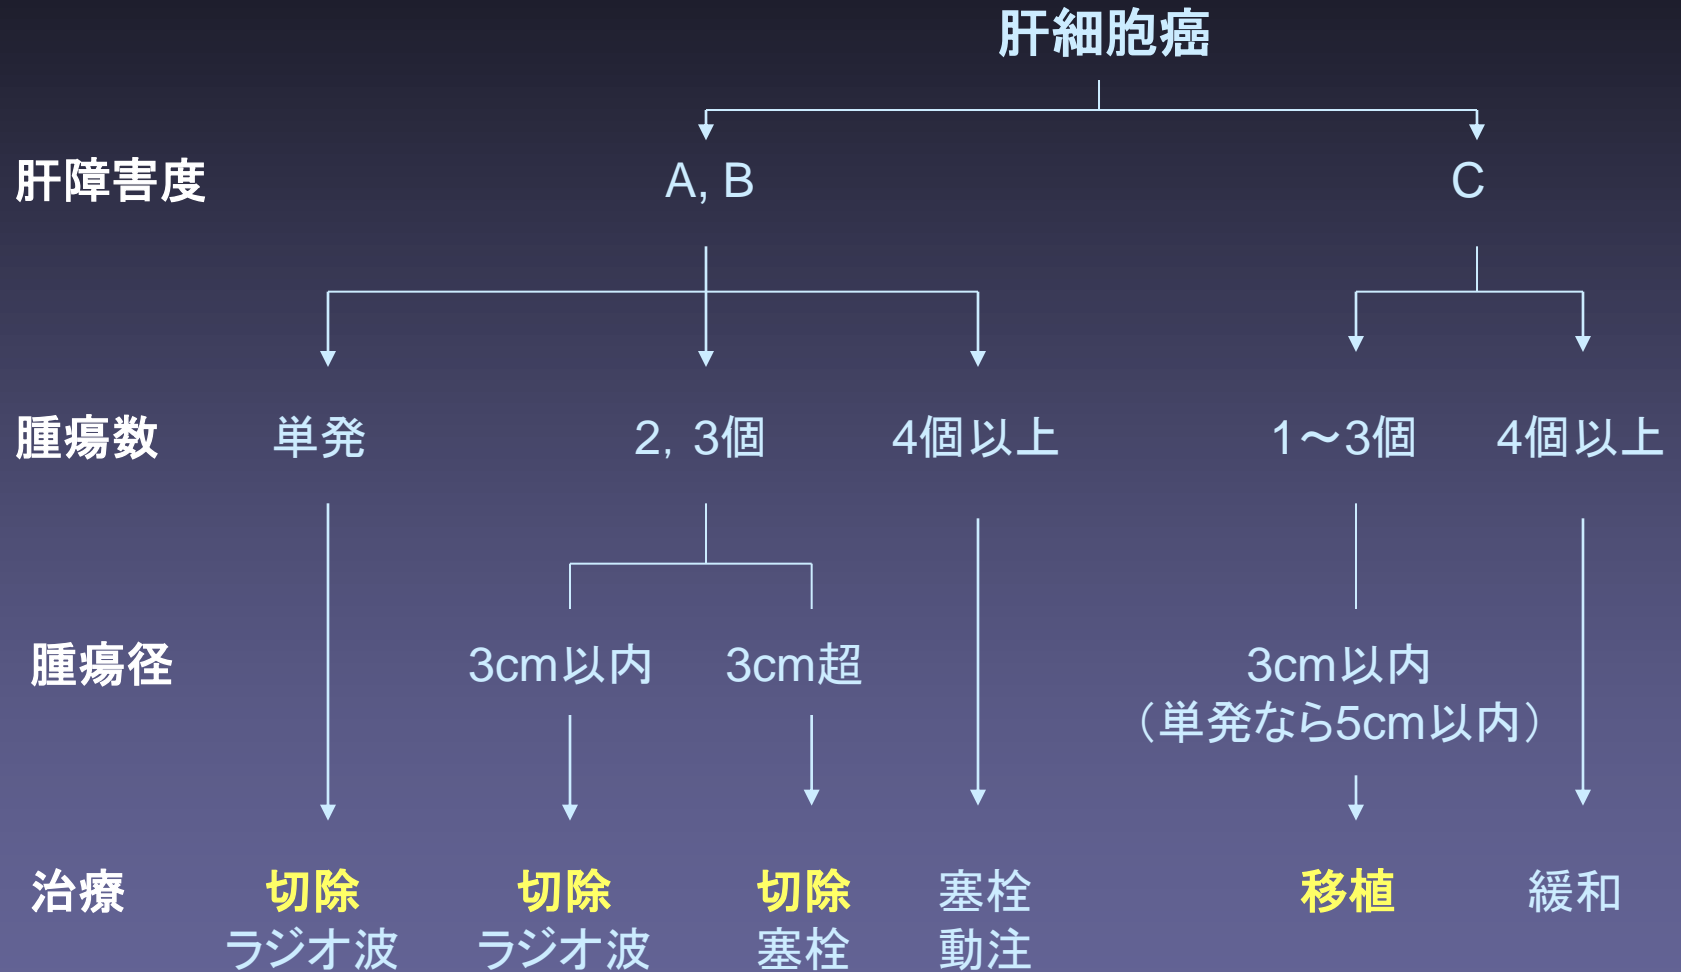 肝細胞癌
肝障害度 A, B C
腫瘍数 単発 2, 3個 4個以上 1～3個 4個以上
腫瘍径 3cm以内 3cm超 3cm以内
（単発なら5cm以内）
治療 切除 切除 切除 塞栓 移植 緩和
ラジオ波 ラジオ波 塞栓 動注